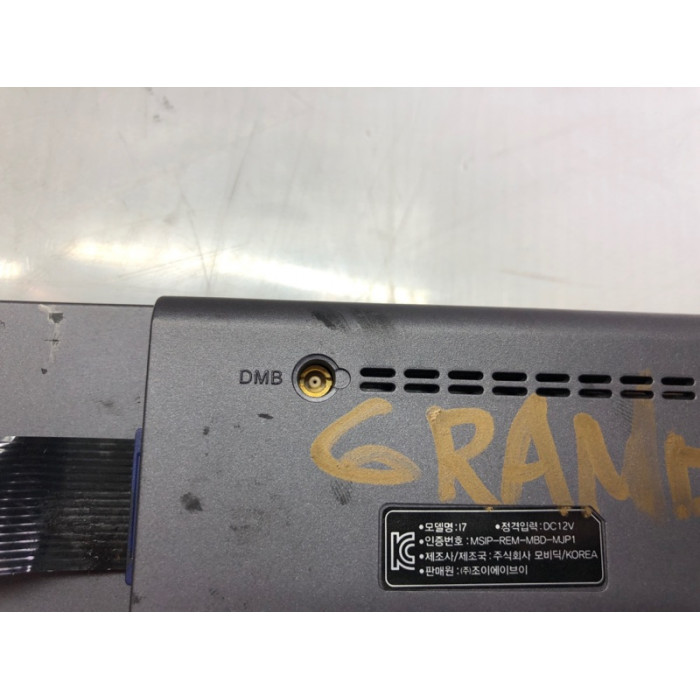 DMB
GRAM
•모델명:I7 •정격입력:DC12V
•인증번호:MSIP-REM-MBD-MJP1
•제조사/제조국:주식회사 모비딕/KOREA
•판매원:㈜조이에이브이